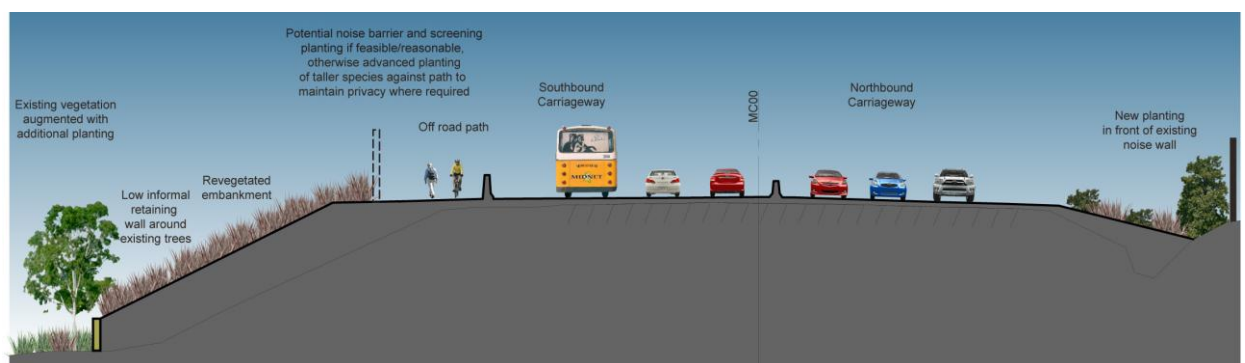 Existing vegetation
augmented with
additional planting
Low informal
retaining
wall around
existing trees
Revegetated
embankment
Potential noise barrier and screening
planting if feasible/reasonable,
otherwise advanced planting
of taller species against path to
maintain privacy where required
Off road path
Southbound
Carriageway
MC00
Northbound
Carriageway
New planting
in front of existing
noise wall